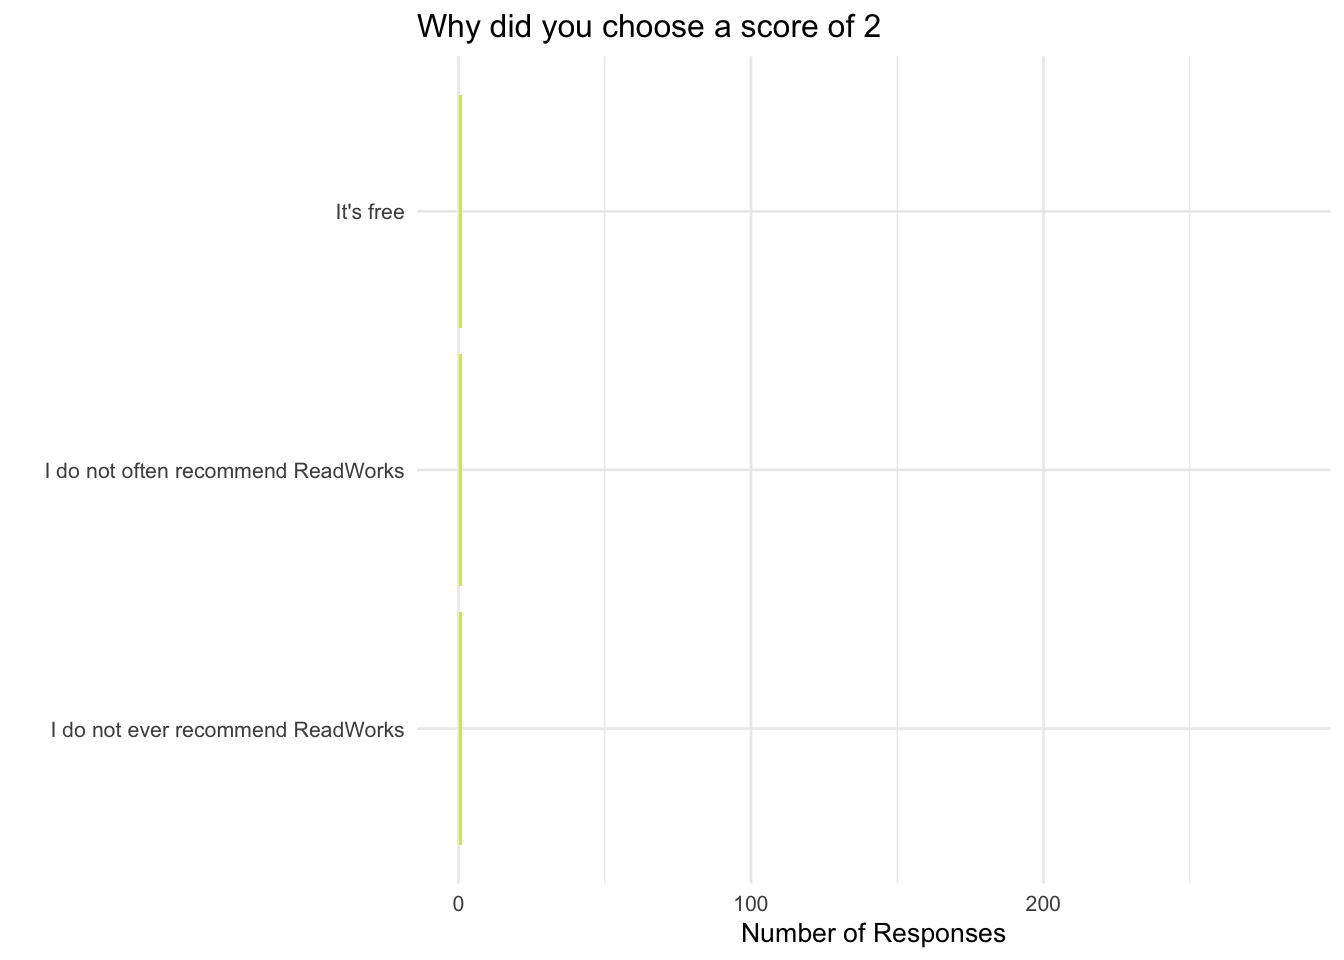 Why did you choose a score of 2
It's free
I do not often recommend ReadWorks
I do not ever recommend ReadWorks
0 100 200
Number of Responses